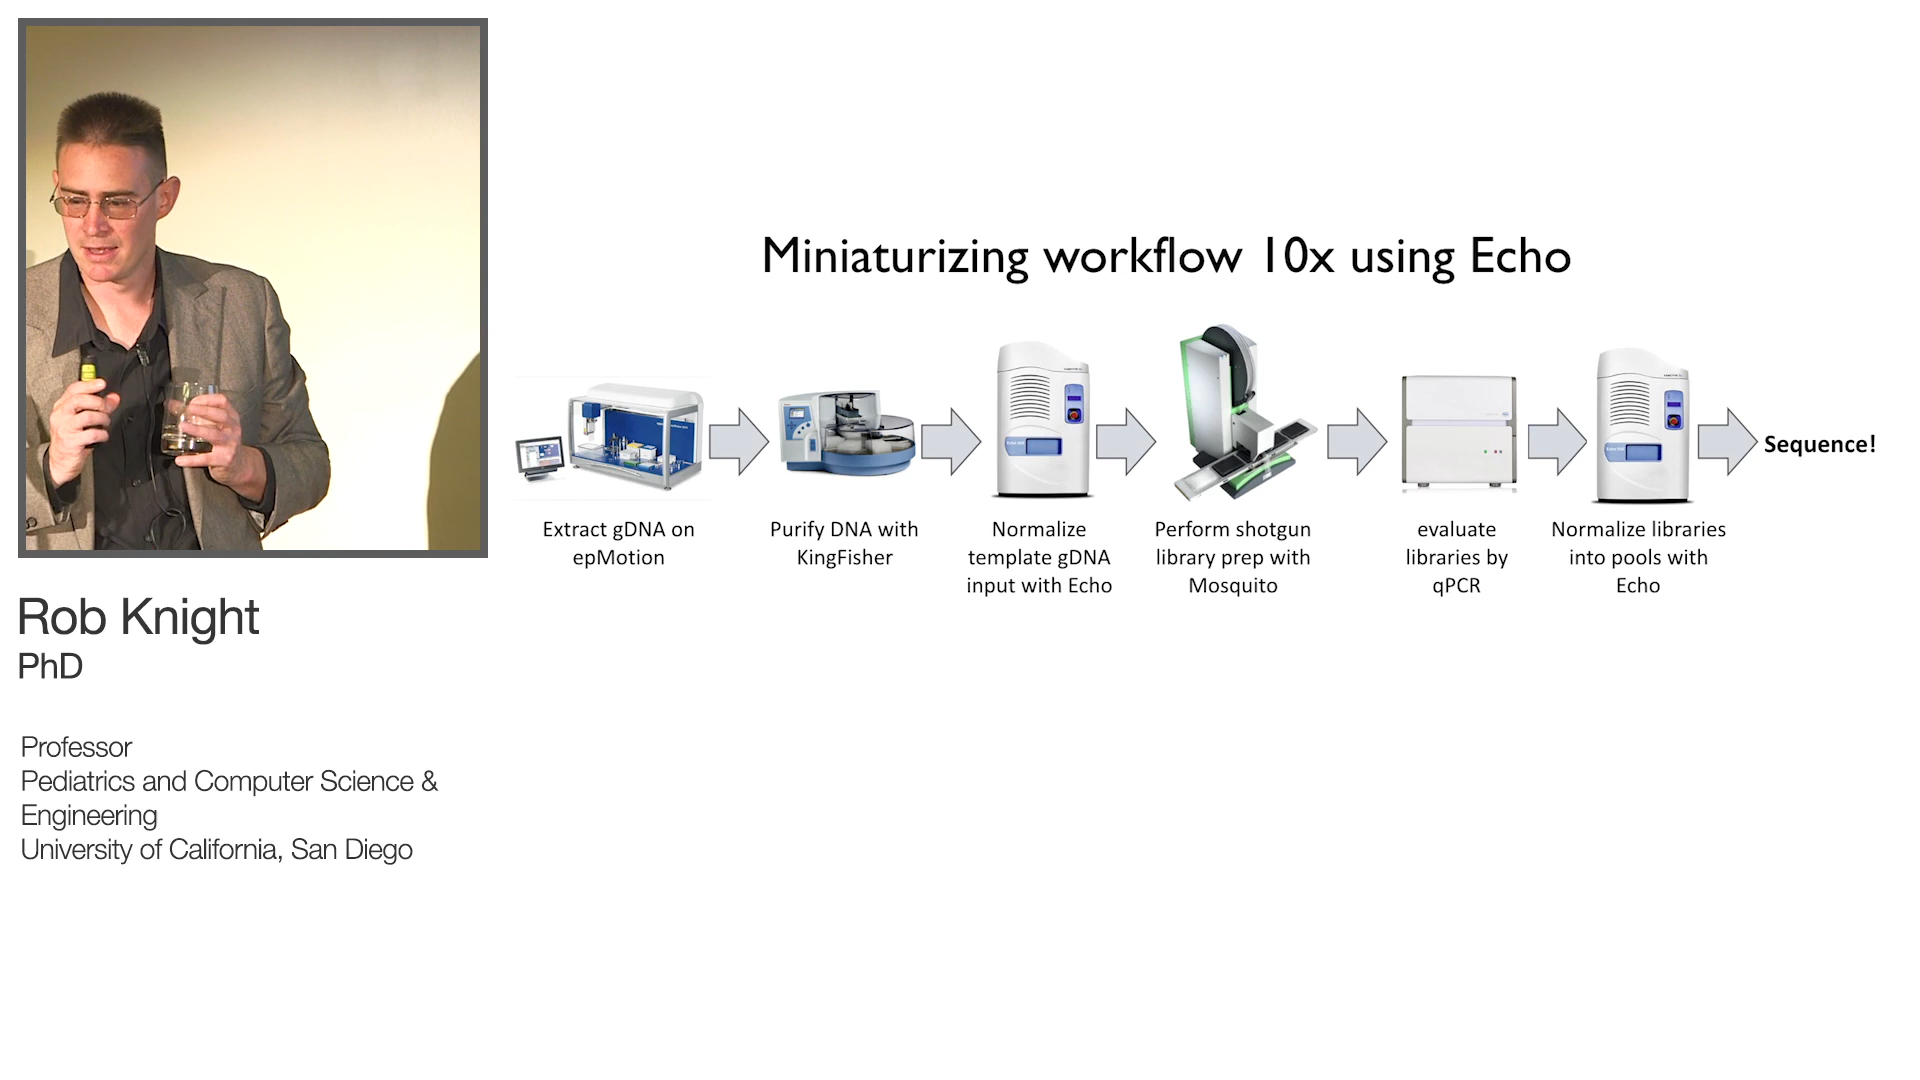 Miniaturizing workflow 10x using Echo
Extract gDNA on
epMotion
Purify DNA with
KingFisher
Normalize
template gDNA
input with Echo
Perform shotgun
library prep with
Mosquito
evaluate
libraries by
qPCR
Normalize libraries
into pools with
Echo
Sequence!
Rob Knight
PhD
Professor
Pediatrics and Computer Science &
Engineering
University of California, San Diego